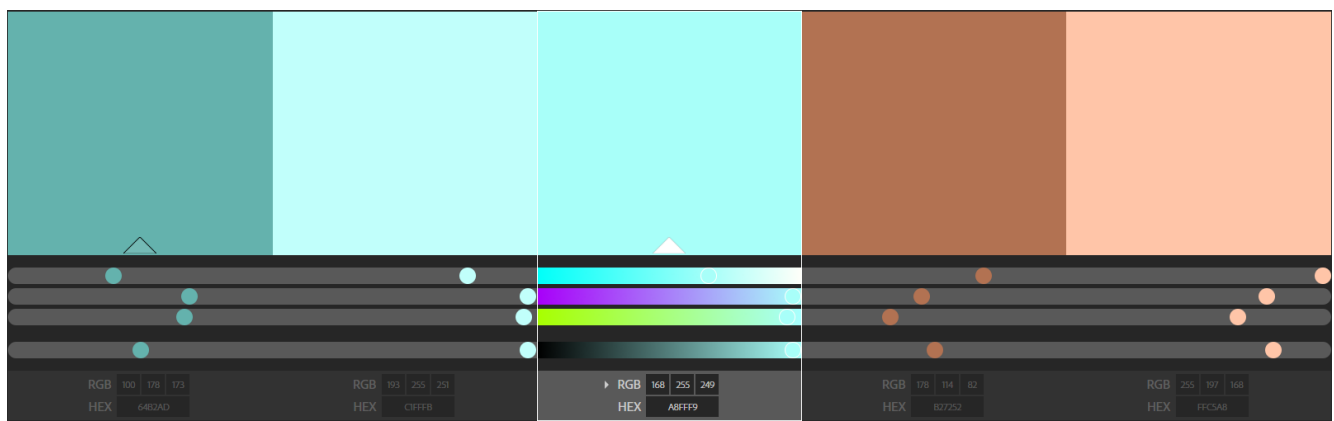 RGB 100 178 173
HEX 64B2AD
RGB 193 255 251
HEX C1FFFB
RGB 168 255 249
HEX A8FFF9
RGB 178 114 82
HEX B27252
RGB 255 197 168
HEX FFC5A8